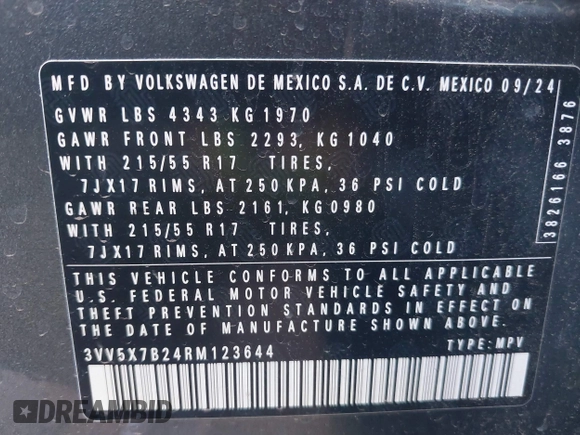 MFD BY VOLKSWAGEN DE MEXICO S.A. DE C.V. MEXICO 09/24
GVWR LBS 4343 KG 1970
GAWR FRONT LBS 2293, KG 1040
WITH 215/55 R17 TIRES,
7JX17 RIMS, AT 250 KPA, 36 PSI COLD
GAWR REAR LBS 2161, KG 0980
WITH 215/55 R17 TIRES,
7JX17 RIMS, AT 250 KPA, 36 PSI COLD
THIS VEHICLE CONFORMS TO ALL APPLICABLE
U.S. FEDERAL MOTOR VEHICLE SAFETY AND
THEFT PREVENTION STANDARDS IN EFFECT ON
THE DATE OF MANUFACTURE SHOWN ABOVE
3VV5X7B24RM123644 TYPE: MPV
3826166 3876
DREAMBID